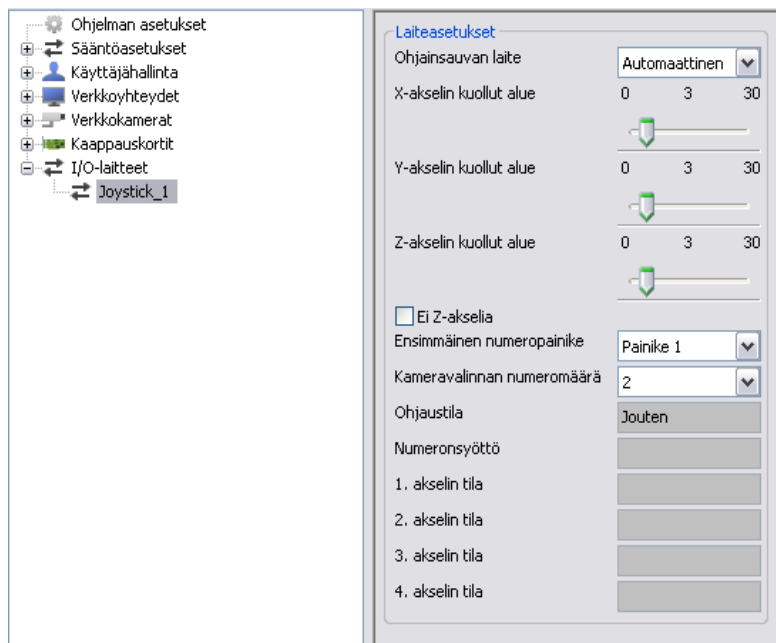 Ohjelman asetukset
Sääntöasetukset
Käyttäjähallinta
Verkkoyhteydet
Verkkokamerat
Kaappauskortit
I/O-laitteet
Joystick_1
Laiteasetukset
Ohjainsauvan laite Automaattinen
X-akselin kuollut alue 0 3 30
Y-akselin kuollut alue 0 3 30
Z-akselin kuollut alue 0 3 30
Ei Z-akselia
Ensimmäinen numeropainike Painike 1
Kameravalinnan numeromäärä 2
Ohjaustila Jouten
Numeronsyöttö
1. akselin tila
2. akselin tila
3. akselin tila
4. akselin tila